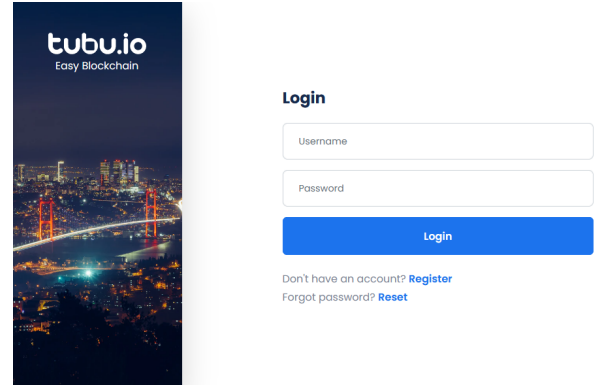 tubu.io
Easy Blockchain
Login
Username
Password
Login
Don't have an account? Register
Forgot password? Reset